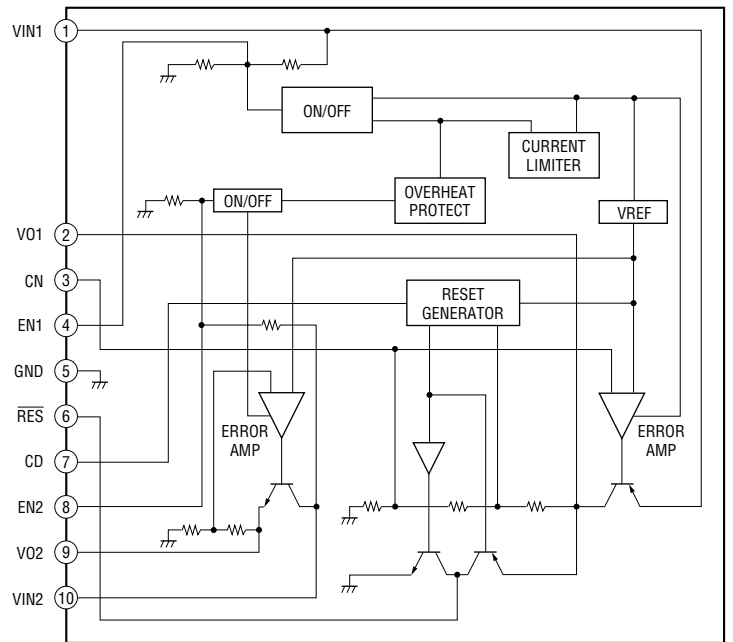 VIN1 1
ON/OFF
CURRENT
LIMITER
OVERHEAT
PROTECT
ON/OFF
VREF
VO1 2
CN 3
RESET
GENERATOR
EN1 4
GND 5
RES 6
ERROR
AMP
ERROR
AMP
CD 7
EN2 8
VO2 9
VIN2 10